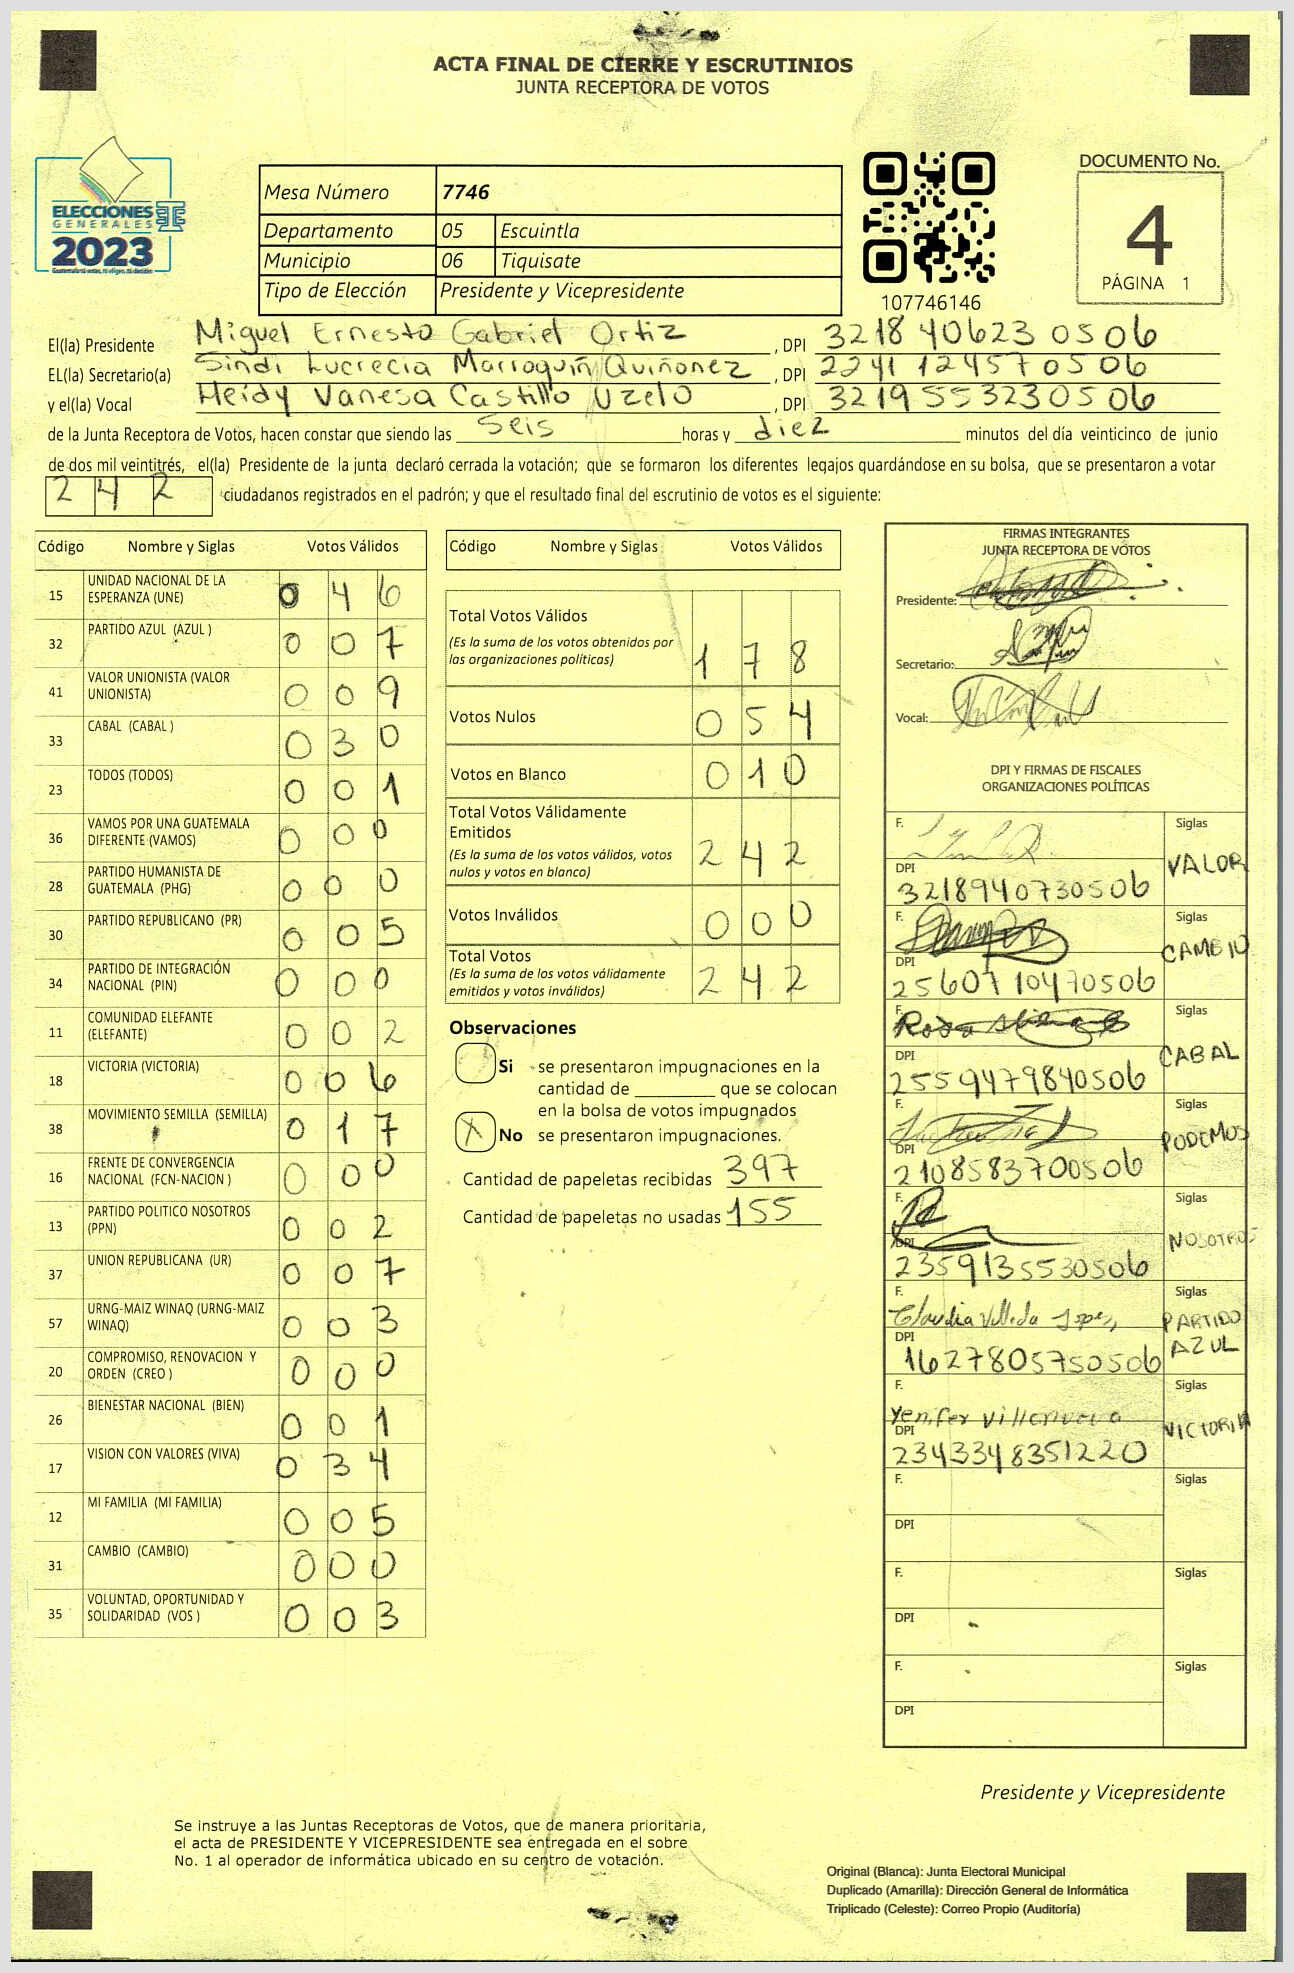 ACTA FINAL DE CIERRE Y ESCRUTINIOS
JUNTA RECEPTORA DE VOTOS
ELECCIONES
GENERALES
2023
Mesa Número 7746
Departamento 05 Escuintla
Municipio 06 Tiquisate
Tipo de Elección Presidente y Vicepresidente
107746146
DOCUMENTO No.
4
PÁGINA 1
El(la) Presidente Miguel Ernesto Gabriel Ortiz , DPI 3218 40623 0506
EL(la) Secretario(a) Sindi Lucrecia Marroquin Quiñonez , DPI 2241 12457 0506
y el(la) Vocal Heidy Vanesa Castillo Uzelo , DPI 3219 55323 0506
de la Junta Receptora de Votos, hacen constar que siendo las seis horas y diez minutos del día veinticinco de junio
de dos mil veintitrés, el(la) Presidente de la junta declaró cerrada la votación; que se formaron los diferentes legajos guardándose en su bolsa, que se presentaron a votar
242 ciudadanos registrados en el padrón; y que el resultado final del escrutinio de votos es el siguiente:
Código Nombre y Siglas Votos Válidos
15 UNIDAD NACIONAL DE LA ESPERANZA (UNE) 0 4 6
32 PARTIDO AZUL (AZUL ) 0 0 7
41 VALOR UNIONISTA (VALOR UNIONISTA) 0 0 9
33 CABAL (CABAL ) 0 3 0
23 TODOS (TODOS) 0 0 1
36 VAMOS POR UNA GUATEMALA DIFERENTE (VAMOS) 0 0 0
28 PARTIDO HUMANISTA DE GUATEMALA (PHG) 0 0 0
30 PARTIDO REPUBLICANO (PR) 0 0 5
34 PARTIDO DE INTEGRACIÓN NACIONAL (PIN) 0 0 0
11 COMUNIDAD ELEFANTE (ELEFANTE) 0 0 2
18 VICTORIA (VICTORIA) 0 0 6
38 MOVIMIENTO SEMILLA (SEMILLA) 0 1 7
16 FRENTE DE CONVERGENCIA NACIONAL (FCN-NACION ) 0 0 0
13 PARTIDO POLITICO NOSOTROS (PPN) 0 0 2
37 UNION REPUBLICANA (UR) 0 0 7
57 URNG-MAIZ WINAQ (URNG-MAIZ WINAQ) 0 0 3
20 COMPROMISO, RENOVACION Y ORDEN (CREO ) 0 0 0
26 BIENESTAR NACIONAL (BIEN) 0 0 1
17 VISION CON VALORES (VIVA) 0 3 4
12 MI FAMILIA (MI FAMILIA) 0 0 5
31 CAMBIO (CAMBIO) 0 0 0
35 VOLUNTAD, OPORTUNIDAD Y SOLIDARIDAD (VOS ) 0 0 3
Código Nombre y Siglas Votos Válidos
Total Votos Válidos
(Es la suma de los votos obtenidos por las organizaciones políticas) 1 7 8
Votos Nulos 0 5 4
Votos en Blanco 0 1 0
Total Votos Válidamente Emitidos
(Es la suma de los votos válidos, votos nulos y votos en blanco) 2 4 2
Votos Inválidos 0 0 0
Total Votos
(Es la suma de los votos válidamente emitidos y votos inválidos) 2 4 2
Observaciones
Si se presentaron impugnaciones en la
cantidad de ________ que se colocan
en la bolsa de votos impugnados
X No se presentaron impugnaciones.
Cantidad de papeletas recibidas 397
Cantidad de papeletas no usadas 155
FIRMAS INTEGRANTES
JUNTA RECEPTORA DE VOTOS
Presidente:
Secretario:
Vocal:
DPI Y FIRMAS DE FISCALES
ORGANIZACIONES POLÍTICAS
F. Siglas VALOR
DPI 3218940730506
F. Siglas CAMBIO
DPI 2560710470506
F. Siglas CABAL
DPI 2559479840506
F. Siglas PODEMOS
DPI 2108583700506
F. Siglas NOSOTROS
DPI 2359135530506
F. Claudia Villeda Lopez Siglas PARTIDO AZUL
DPI 1627805750506
F. Yenifer Villanueva Siglas VICTORIA
DPI 2343348351220
F. Siglas
DPI
F. Siglas
DPI
F. Siglas
DPI
Presidente y Vicepresidente
Se instruye a las Juntas Receptoras de Votos, que de manera prioritaria,
el acta de PRESIDENTE Y VICEPRESIDENTE sea entregada en el sobre
No. 1 al operador de informática ubicado en su centro de votación.
Original (Blanca): Junta Electoral Municipal
Duplicado (Amarilla): Dirección General de Informática
Triplicado (Celeste): Correo Propio (Auditoría)